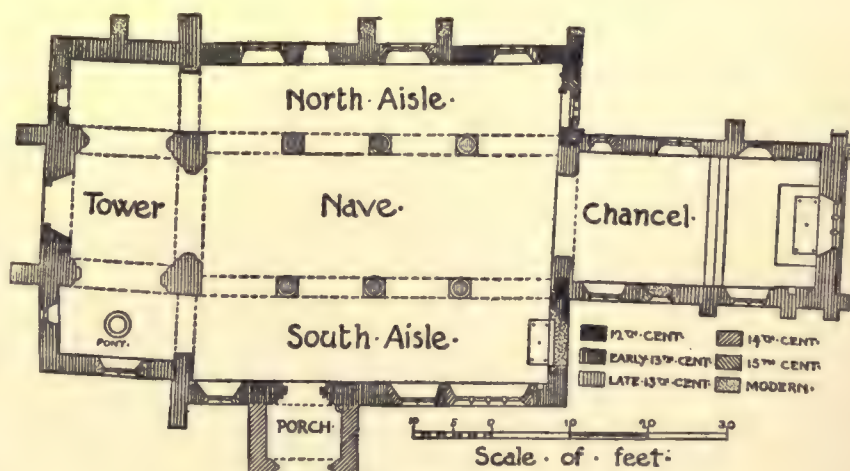 North · Aisle ·
Tower
Nave ·
Chancel ·
South · Aisle ·
FONT.
PORCH ·
12TH · CENT.
EARLY · 13TH · CENT.
LATE · 13TH · CENT.
14TH · CENT.
15TH CENT.
MODERN.
10 5 0 10 20 30
Scale · of · feet :